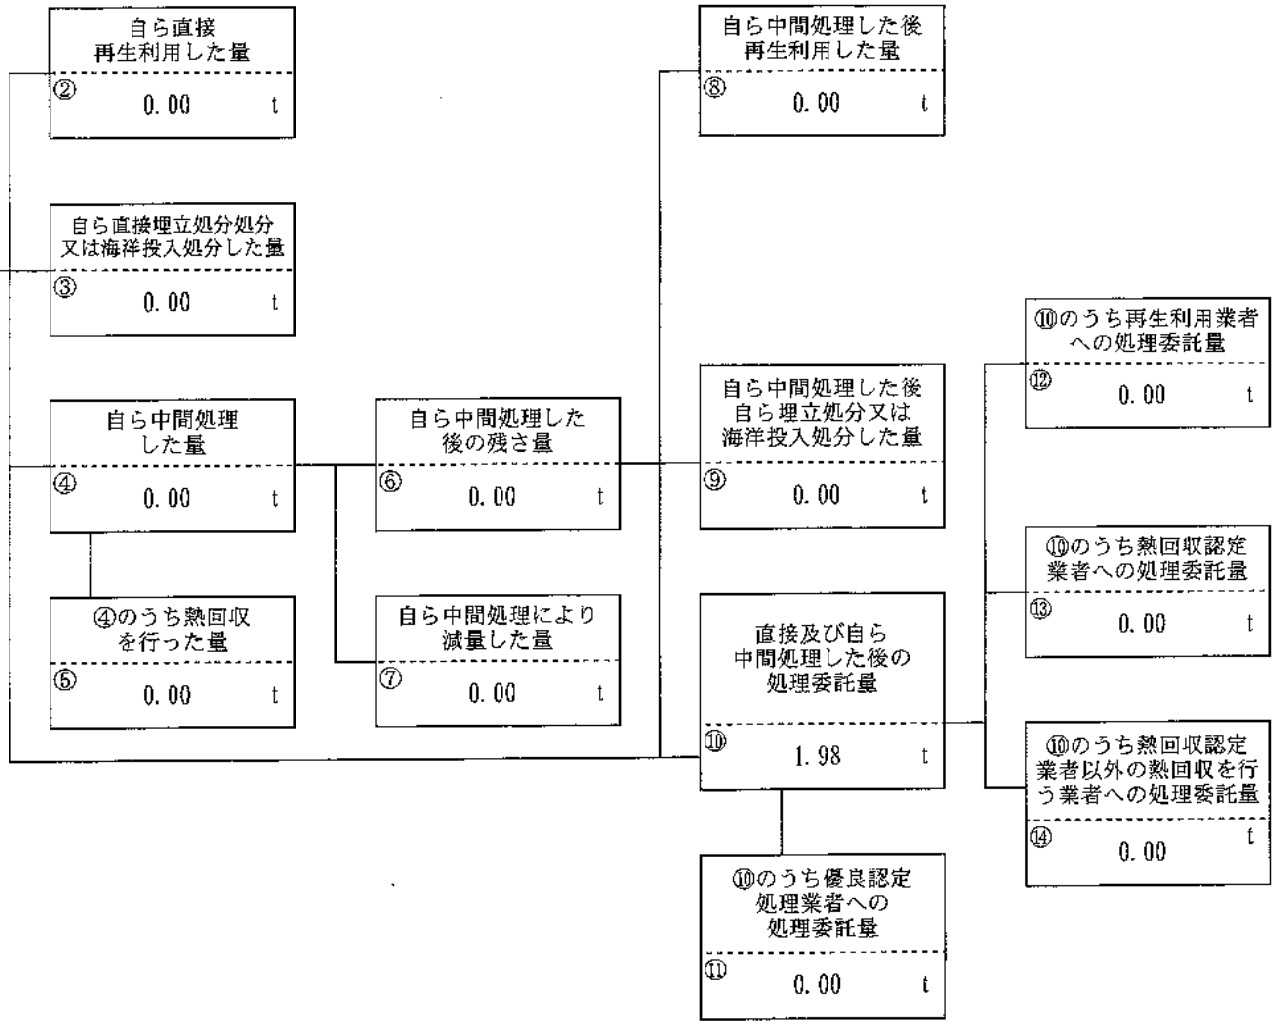 自ら直接
再生利用した量
②
0.00 t
自ら直接埋立処分処分
又は海洋投入処分した量
③
0.00 t
自ら中間処理
した量
④
0.00 t
④のうち熱回収
を行った量
⑤
0.00 t
自ら中間処理した
後の残さ量
⑥
0.00 t
自ら中間処理により
減量した量
⑦
0.00 t
自ら中間処理した後
再生利用した量
⑧
0.00 t
自ら中間処理した後
自ら埋立処分又は
海洋投入処分した量
⑨
0.00 t
直接及び自ら
中間処理した後の
処理委託量
⑩
1.98 t
⑩のうち優良認定
処理業者への
処理委託量
⑪
0.00 t
⑩のうち再生利用業者
への処理委託量
⑫
0.00 t
⑩のうち熱回収認定
業者への処理委託量
⑬
0.00 t
⑩のうち熱回収認定
業者以外の熱回収を行
う業者への処理委託量
⑭
0.00 t